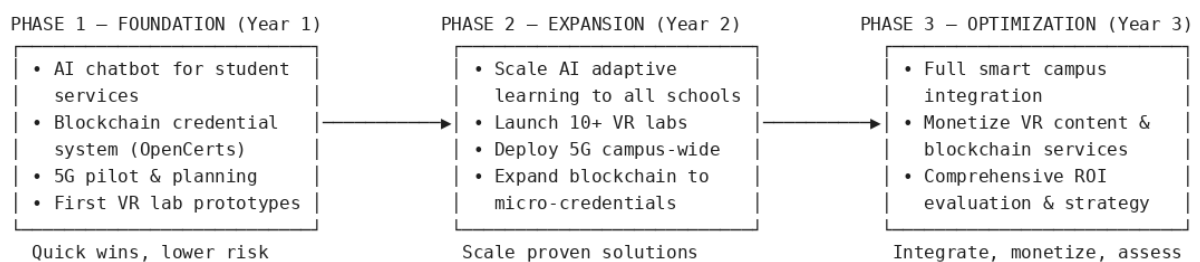 PHASE 1 — FOUNDATION (Year 1)
• AI chatbot for student
services
• Blockchain credential
system (OpenCerts)
• 5G pilot & planning
• First VR lab prototypes
Quick wins, lower risk
PHASE 2 — EXPANSION (Year 2)
• Scale AI adaptive
learning to all schools
• Launch 10+ VR labs
• Deploy 5G campus-wide
• Expand blockchain to
micro-credentials
Scale proven solutions
PHASE 3 — OPTIMIZATION (Year 3)
• Full smart campus
integration
• Monetize VR content &
blockchain services
• Comprehensive ROI
evaluation & strategy
Integrate, monetize, assess